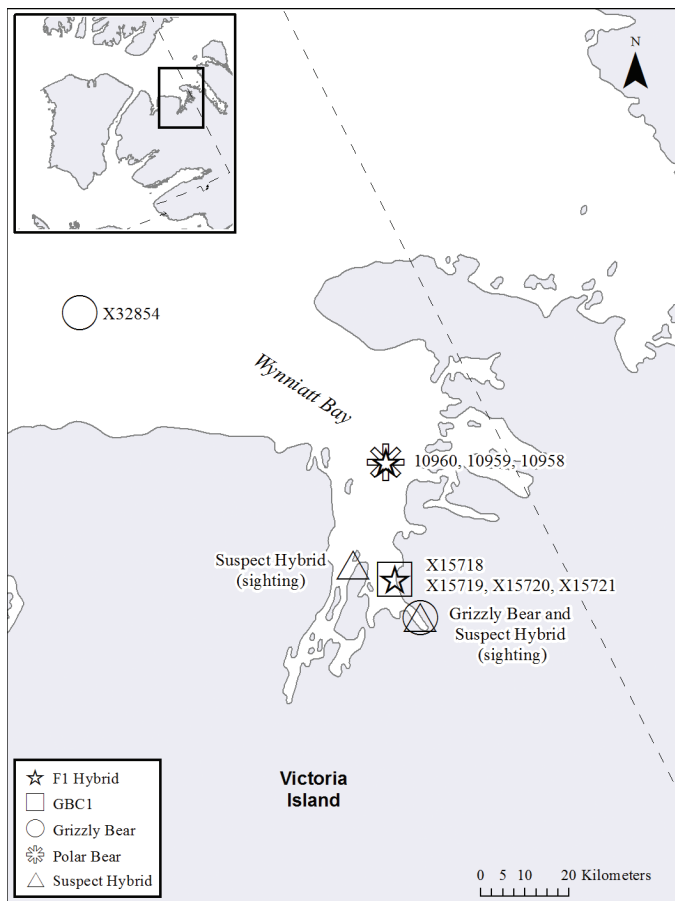 N
X32854
Wynniatt Bay
10960, 10959, 10958
Suspect Hybrid
(sighting)
X15718
X15719, X15720, X15721
Grizzly Bear and
Suspect Hybrid
(sighting)
Victoria
Island
F1 Hybrid
GBC1
Grizzly Bear
Polar Bear
Suspect Hybrid
0 5 10 20 Kilometers